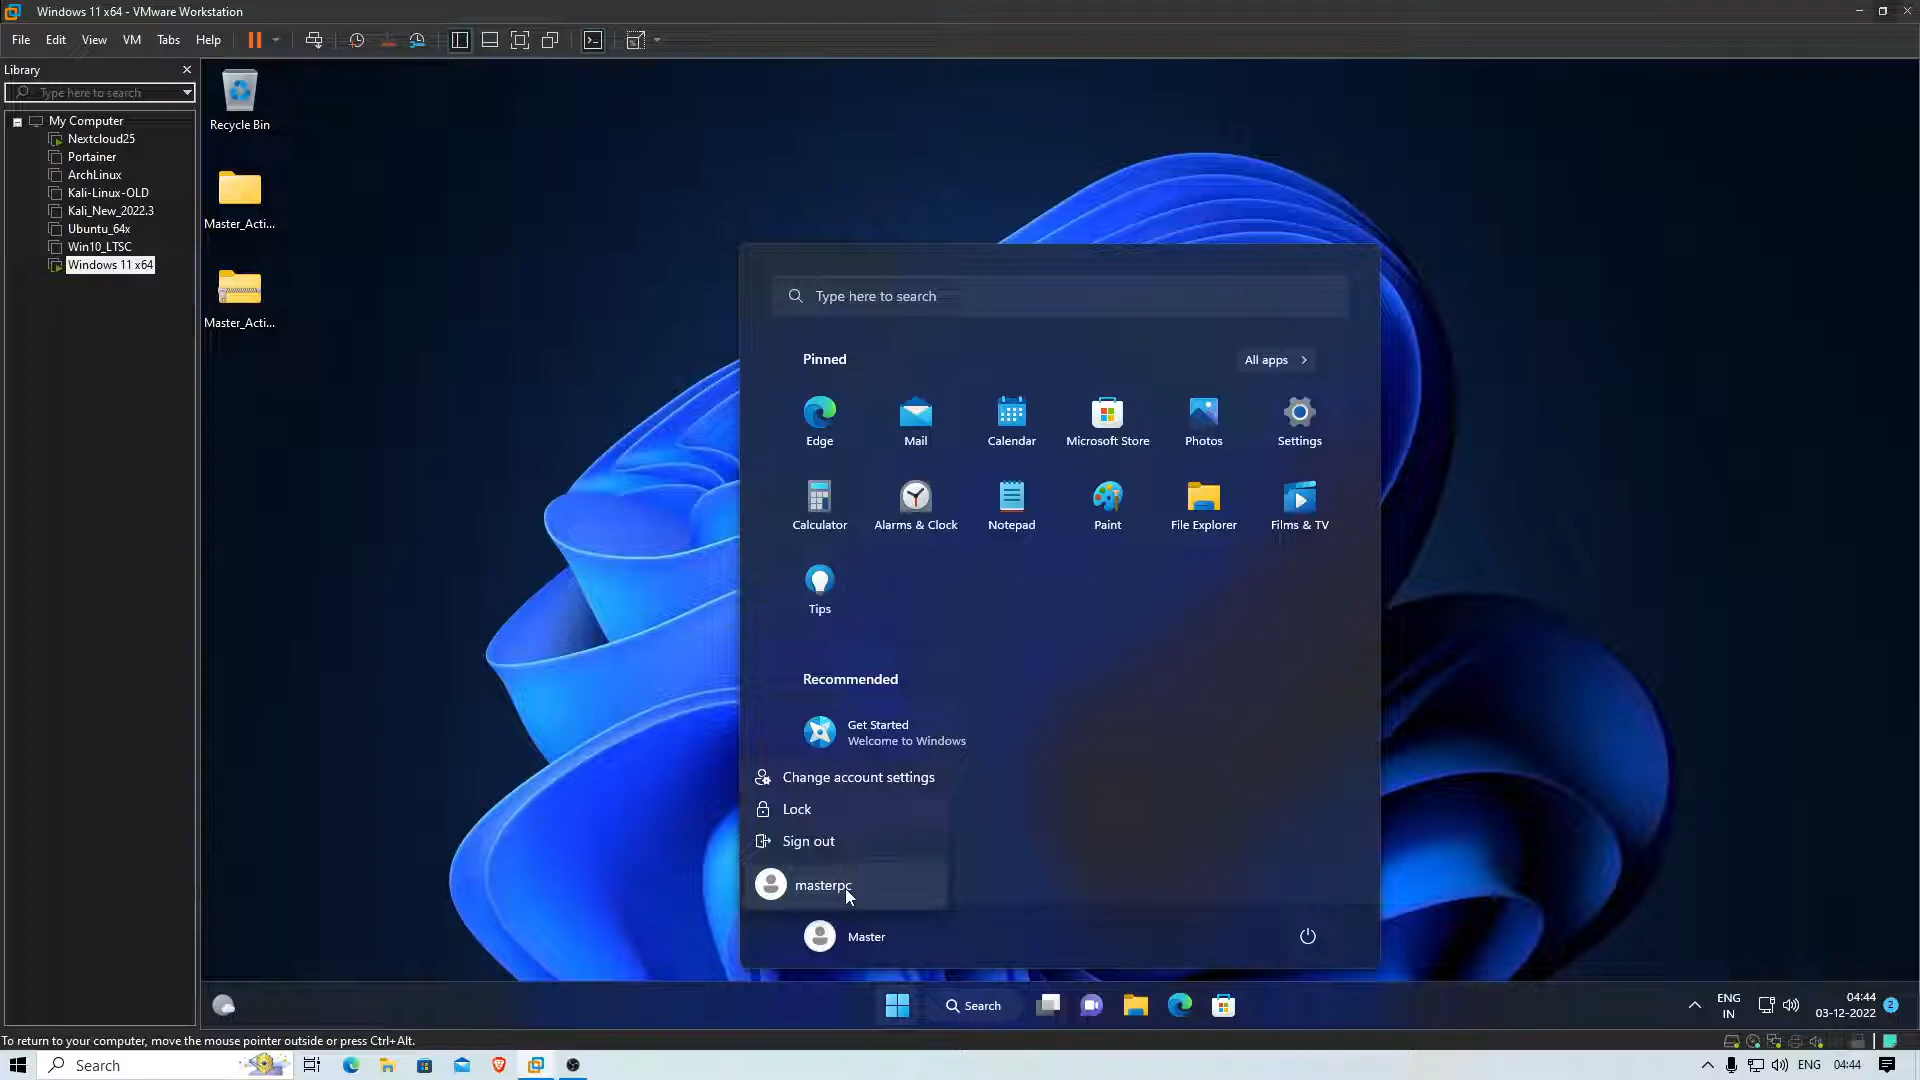 Windows 11 x64 - VMware Workstation
File Edit View VM Tabs Help
Library
Type here to search
My Computer
Nextcloud25
Portainer
ArchLinux
Kali-Linux-OLD
Kali_New_2022.3
Ubuntu_64x
Win10_LTSC
Windows 11 x64
Recycle Bin
Master_Acti...
Master_Acti...
Type here to search
Pinned
All apps
Edge
Mail
Calendar
Microsoft Store
Photos
Settings
Calculator
Alarms & Clock
Notepad
Paint
File Explorer
Films & TV
Tips
Recommended
Get Started
Welcome to Windows
Change account settings
Lock
Sign out
masterpc
Master
Search
ENG
IN
04:44
03-12-2022
2
To return to your computer, move the mouse pointer outside or press Ctrl+Alt.
Search
ENG
04:44